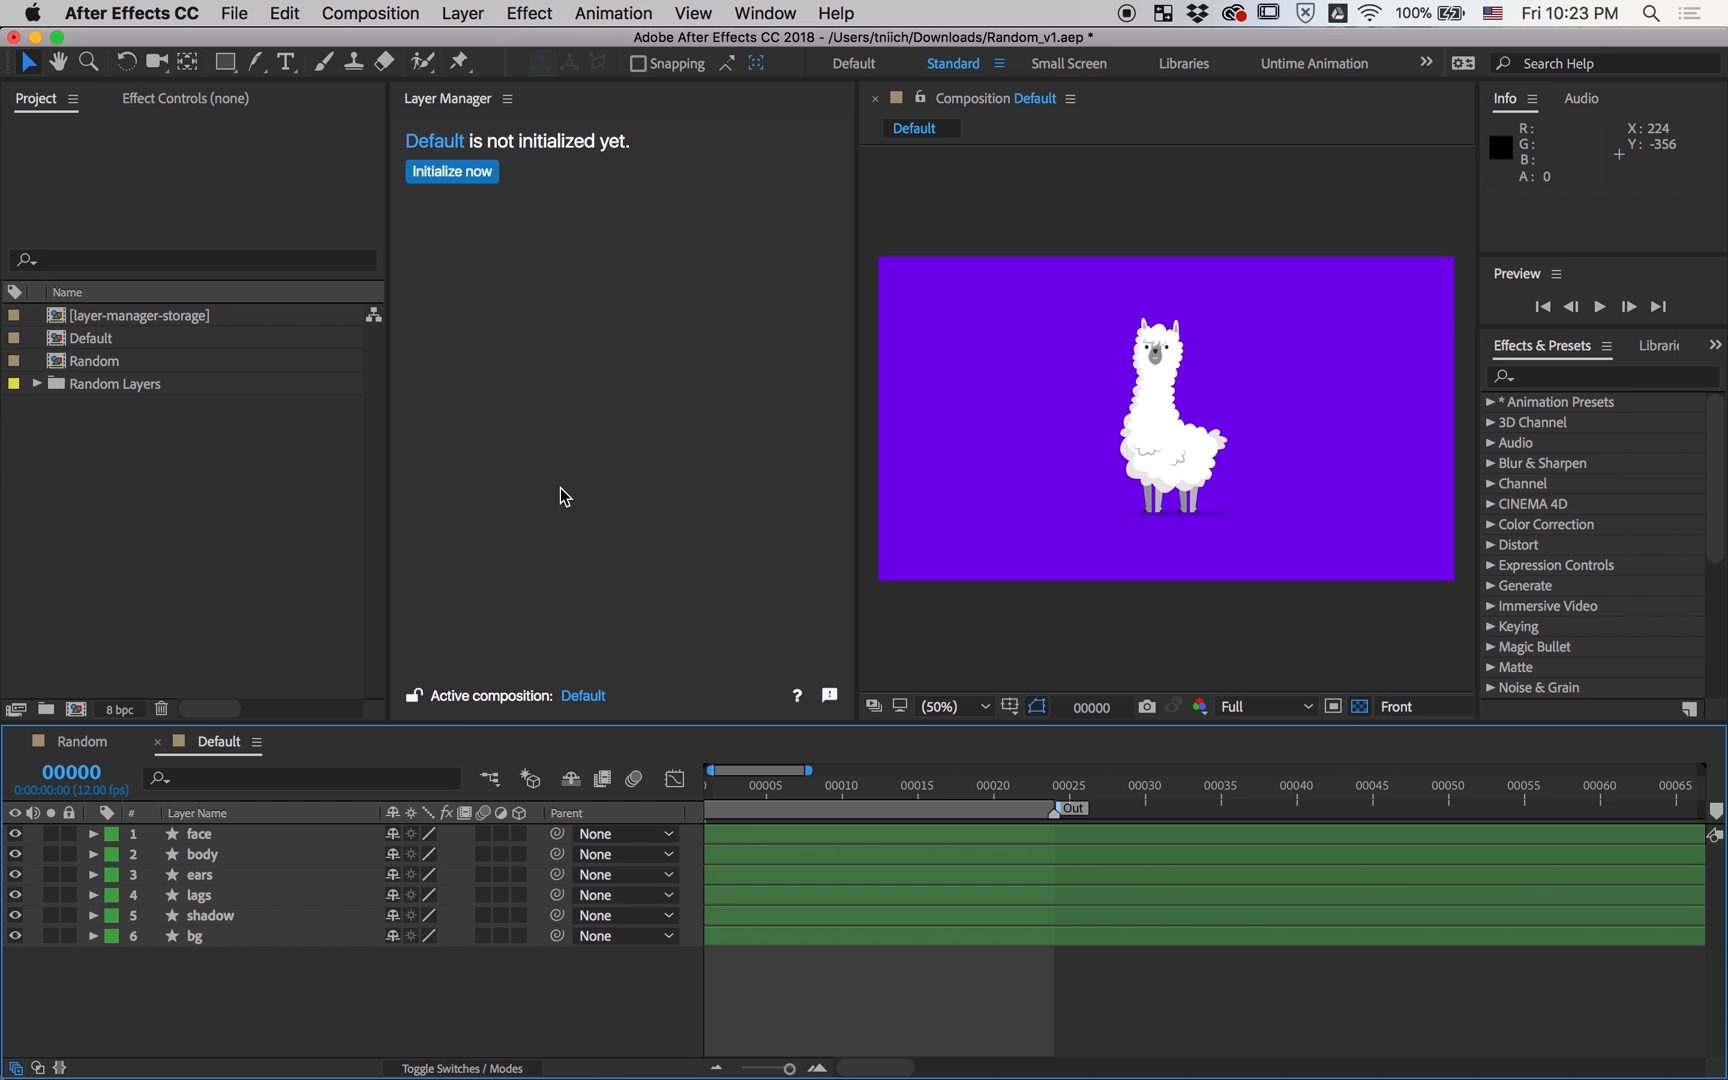 After Effects CC File Edit Composition Layer Effect Animation View Window Help 100% Fri 10:23 PM
Adobe After Effects CC 2018 - /Users/tniich/Downloads/Random_v1.aep *
Snapping Default Standard Small Screen Libraries Untime Animation Search Help
Project Effect Controls (none)
Name
[layer-manager-storage]
Default
Random
Random Layers
8 bpc
Layer Manager
Default is not initialized yet.
Initialize now
Active composition: Default ?
Composition Default
Default
(50%) 00000 Full Front
Info Audio
R: X: 224
G: Y: -356
B:
A: 0
Preview
Effects & Presets Librari
* Animation Presets
3D Channel
Audio
Blur & Sharpen
Channel
CINEMA 4D
Color Correction
Distort
Expression Controls
Generate
Immersive Video
Keying
Magic Bullet
Matte
Noise & Grain
Random Default
00000
0:00:00:00 (12.00 fps)
00005 00010 00015 00020 00025 00030 00035 00040 00045 00050 00055 00060 00065
Out
# Layer Name fx Parent
1 face None
2 body None
3 ears None
4 lags None
5 shadow None
6 bg None
Toggle Switches / Modes